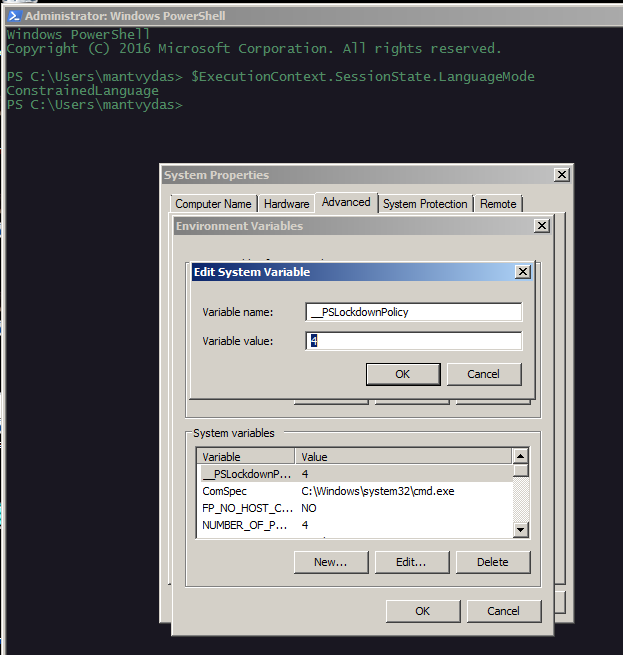 Administrator: Windows PowerShell
Windows PowerShell
Copyright (C) 2016 Microsoft Corporation. All rights reserved.
PS C:\Users\mantvydas> $ExecutionContext.SessionState.LanguageMode
ConstrainedLanguage
PS C:\Users\mantvydas>
System Properties
Computer Name Hardware Advanced System Protection Remote
Environment Variables
Edit System Variable
Variable name: __PSLockdownPolicy
Variable value: 4
OK Cancel
System variables
Variable Value
__PSLockdownP... 4
ComSpec C:\Windows\system32\cmd.exe
FP_NO_HOST_C... NO
NUMBER_OF_P... 4
New... Edit... Delete
OK Cancel